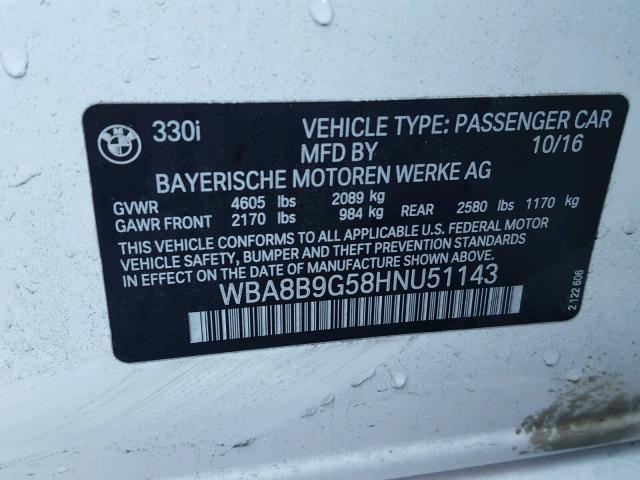 330i VEHICLE TYPE: PASSENGER CAR
MFD BY 10/16
BAYERISCHE MOTOREN WERKE AG
GVWR 4605 lbs 2089 kg
GAWR FRONT 2170 lbs 984 kg REAR 2580 lbs 1170 kg
THIS VEHICLE CONFORMS TO ALL APPLICABLE U.S. FEDERAL MOTOR
VEHICLE SAFETY, BUMPER AND THEFT PREVENTION STANDARDS
IN EFFECT ON THE DATE OF MANUFACTURE SHOWN ABOVE.
WBA8B9G58HNU51143
2.122 606